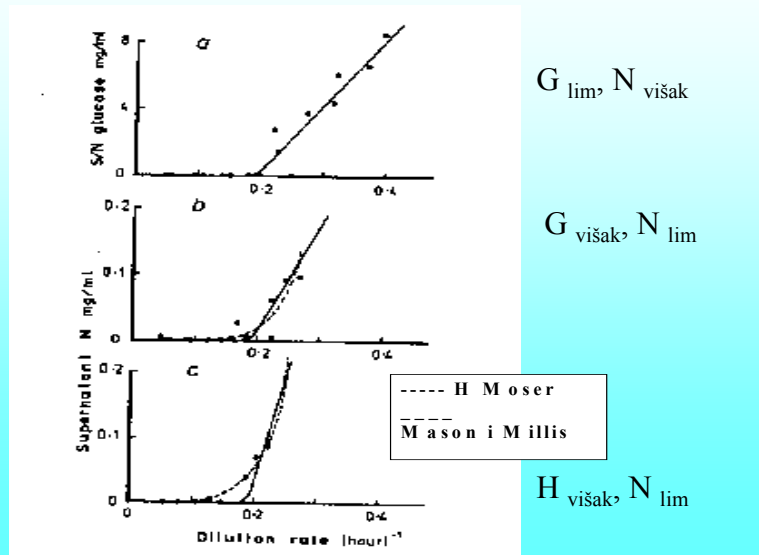 a
S/N glucose mg/ml
8
4
0
0·2
0·4
G lim, N višak
b
0·2
0·1
0
0·2
0·4
G višak, N lim
Supernatant N mg/ml
c
0·2
0·1
0
0
0·2
0·4
Dilution rate (hour)⁻¹
----- H Moser
____
Mason i Millis
H višak, N lim